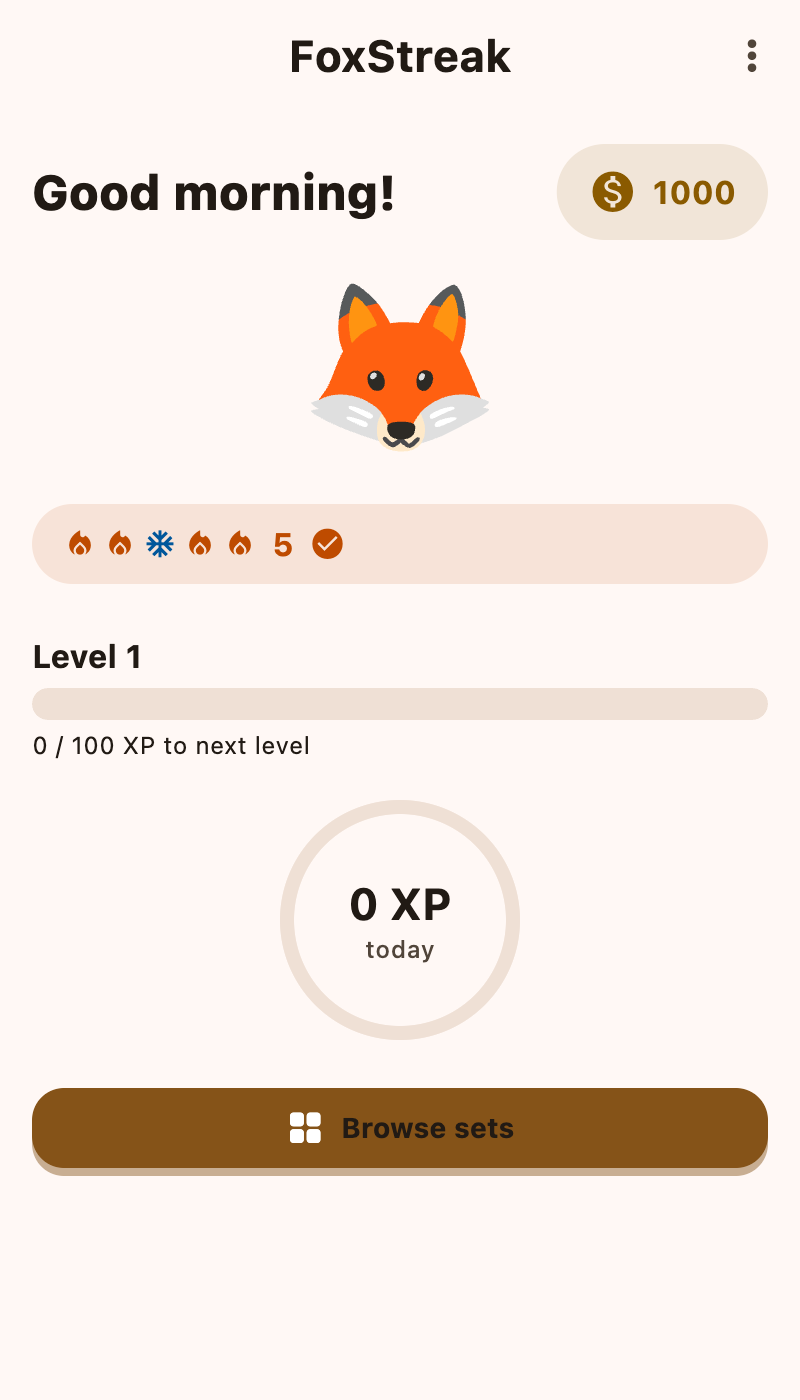 FoxStreak
Good morning!
1000
5
Level 1
0 / 100 XP to next level
0 XP
today
Browse sets